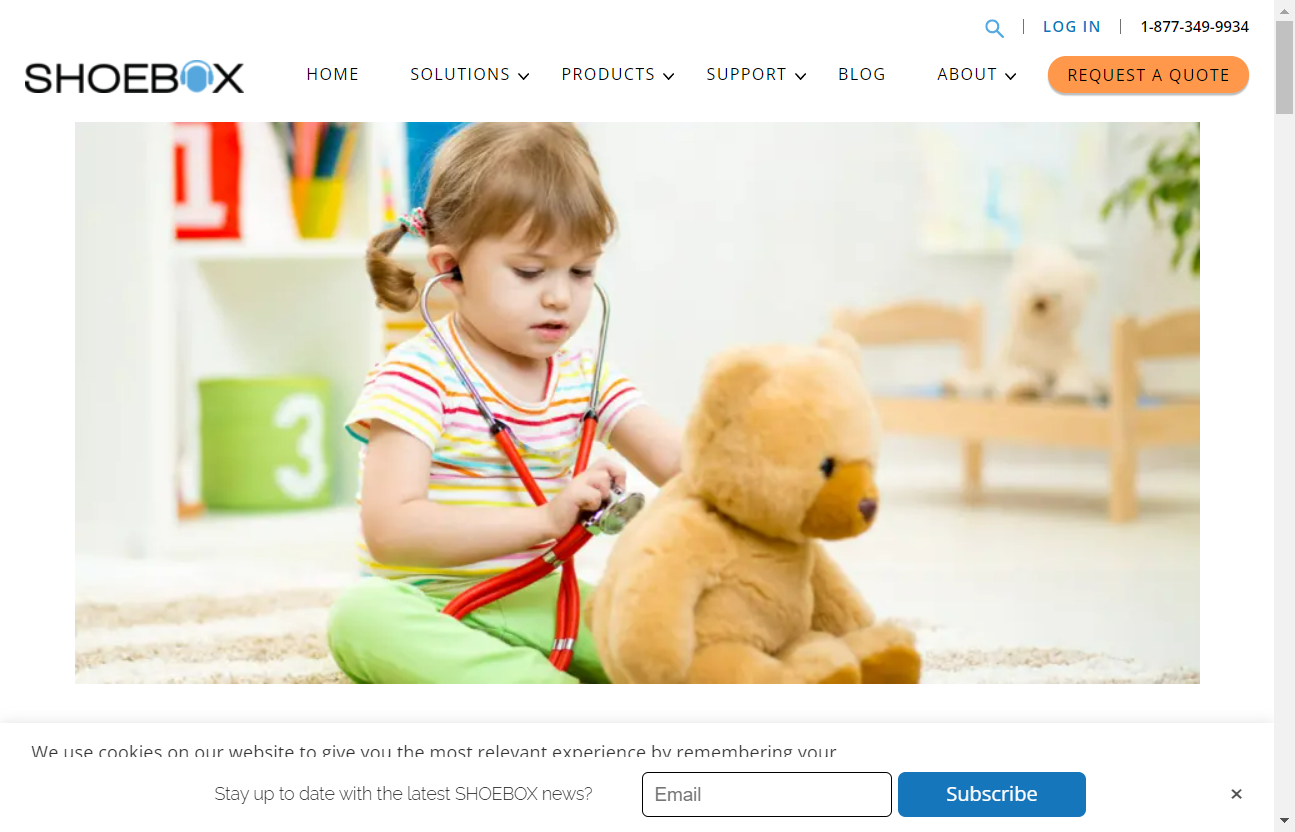 LOG IN
1-877-349-9934
SHOEBOX
HOME
SOLUTIONS
PRODUCTS
SUPPORT
BLOG
ABOUT
REQUEST A QUOTE
1
3
We use cookies on our website to give you the most relevant experience by remembering your
Stay up to date with the latest SHOEBOX news?
Email
Subscribe
×